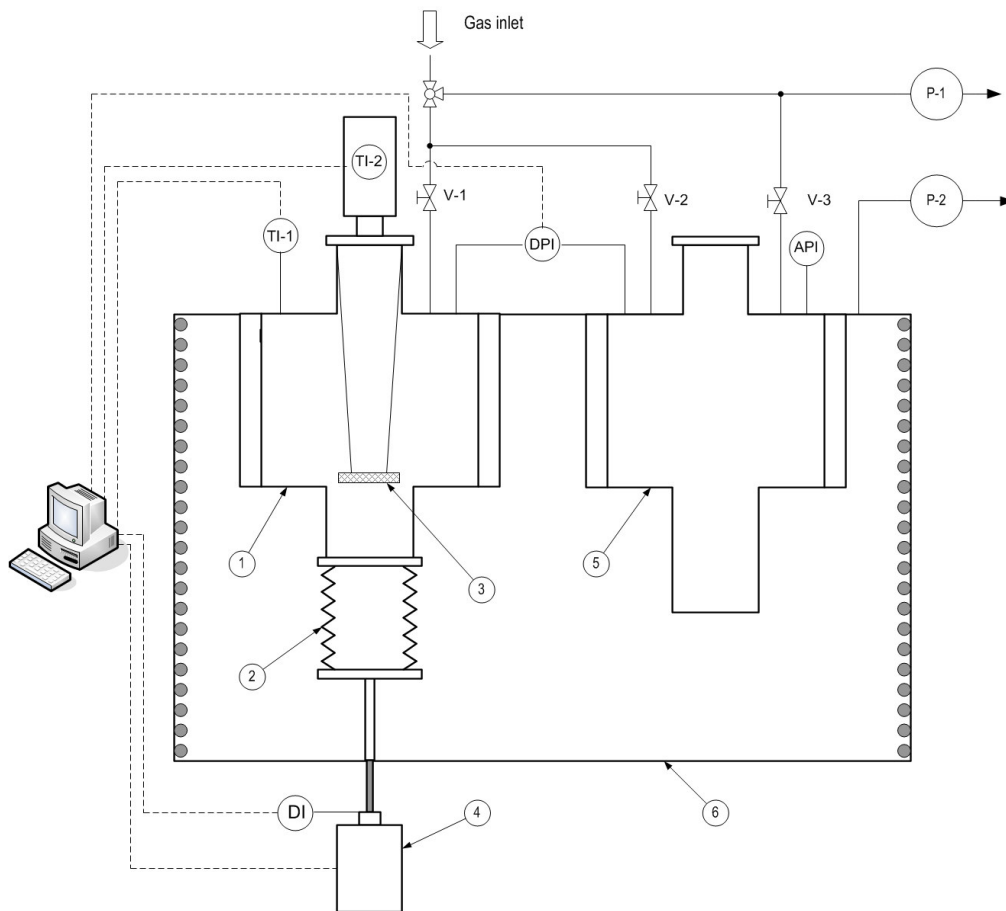 Gas inlet
P-1
TI-2
V-1
V-2
V-3
P-2
TI-1
DPI
API
1
3
5
2
DI
4
6